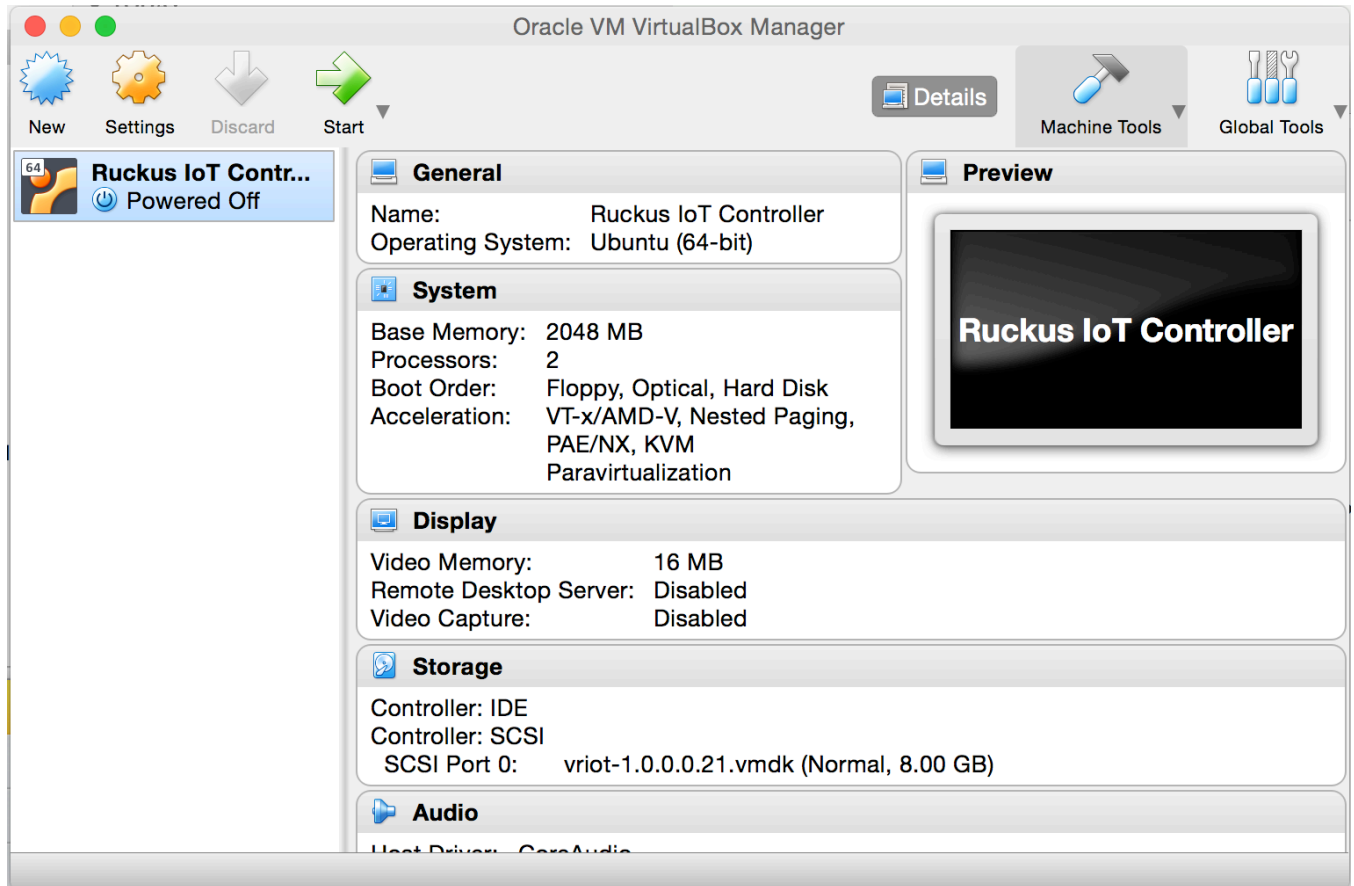 Oracle VM VirtualBox Manager
New
Settings
Discard
Start
Details
Machine Tools
Global Tools
64
Ruckus IoT Contr...
Powered Off
General
Name: Ruckus IoT Controller
Operating System: Ubuntu (64-bit)
System
Base Memory: 2048 MB
Processors: 2
Boot Order: Floppy, Optical, Hard Disk
Acceleration: VT-x/AMD-V, Nested Paging,
PAE/NX, KVM
Paravirtualization
Preview
Ruckus IoT Controller
Display
Video Memory: 16 MB
Remote Desktop Server: Disabled
Video Capture: Disabled
Storage
Controller: IDE
Controller: SCSI
SCSI Port 0: vriot-1.0.0.0.21.vmdk (Normal, 8.00 GB)
Audio
Host Driver: CoreAudio